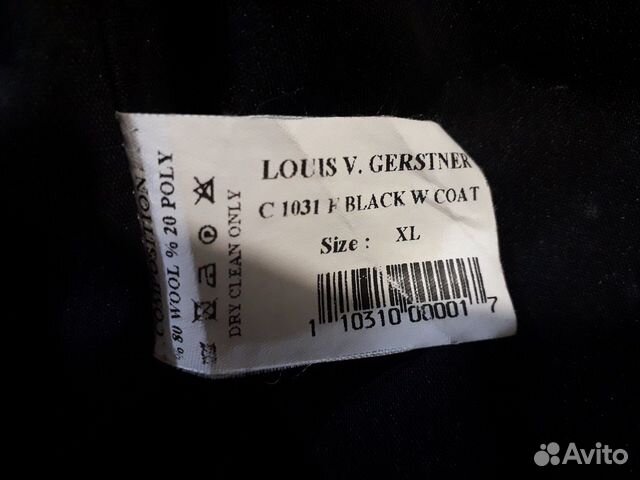 LOUIS V. GERSTNER
C 1031 F BLACK W COAT
Size : XL
1 10310 00001 7
COMPOSITION
% 80 WOOL % 20 POLY
DRY CLEAN ONLY
Avito